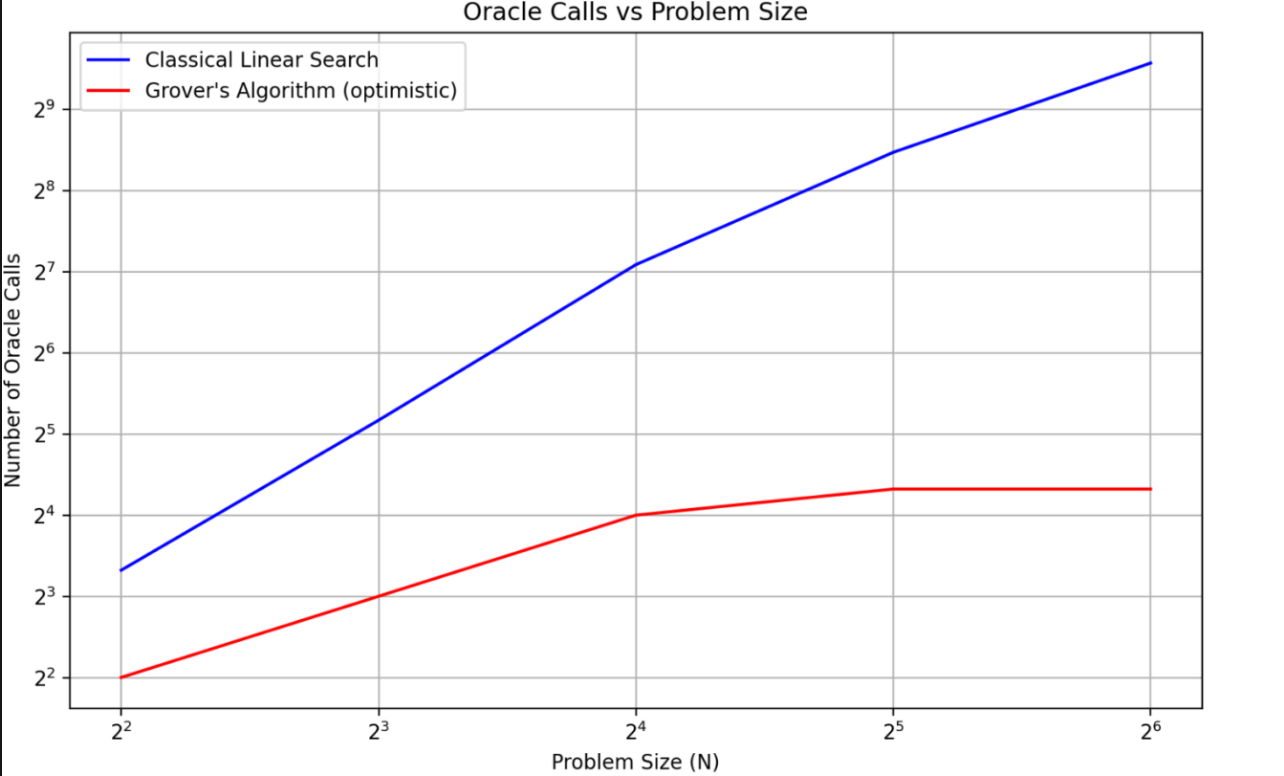 Oracle Calls vs Problem Size
Classical Linear Search
Grover's Algorithm (optimistic)
Number of Oracle Calls
2⁹
2⁸
2⁷
2⁶
2⁵
2⁴
2³
2²
2² 2³ 2⁴ 2⁵ 2⁶
Problem Size (N)